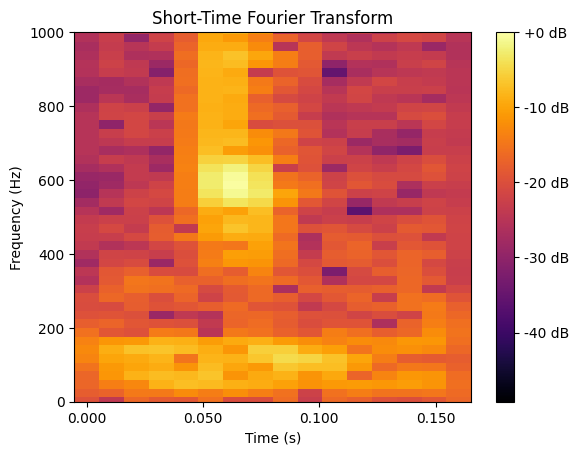 Short-Time Fourier Transform
Frequency (Hz)
1000
800
600
400
200
0
0.000
0.050
0.100
0.150
Time (s)
+0 dB
-10 dB
-20 dB
-30 dB
-40 dB